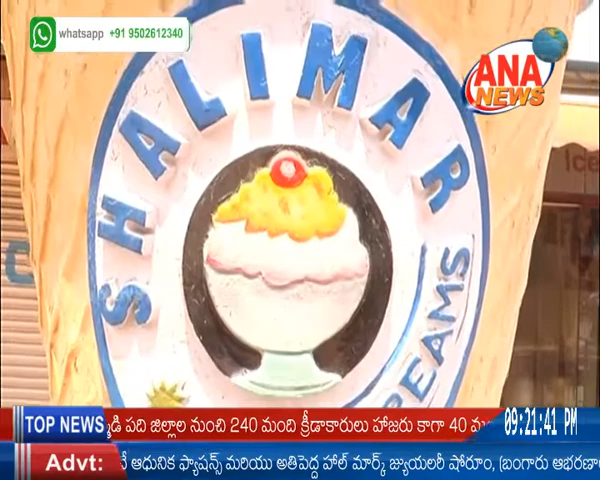 whatsapp +91 9502612340
ANA
NEWS
SHALIMAR
REAMS
Ice
TOP NEWS
పది జిల్లాల నుంచి 240 మంది క్రీడాకారులు హాజరు కాగా 40
09:21:41 PM
Advt:
ఆధునిక ఫ్యాషన్స్ మరియు అతిపెద్ద హాల్ మార్క్ జ్యుయలరీ షోరూం, (బంగారు ఆభరణా